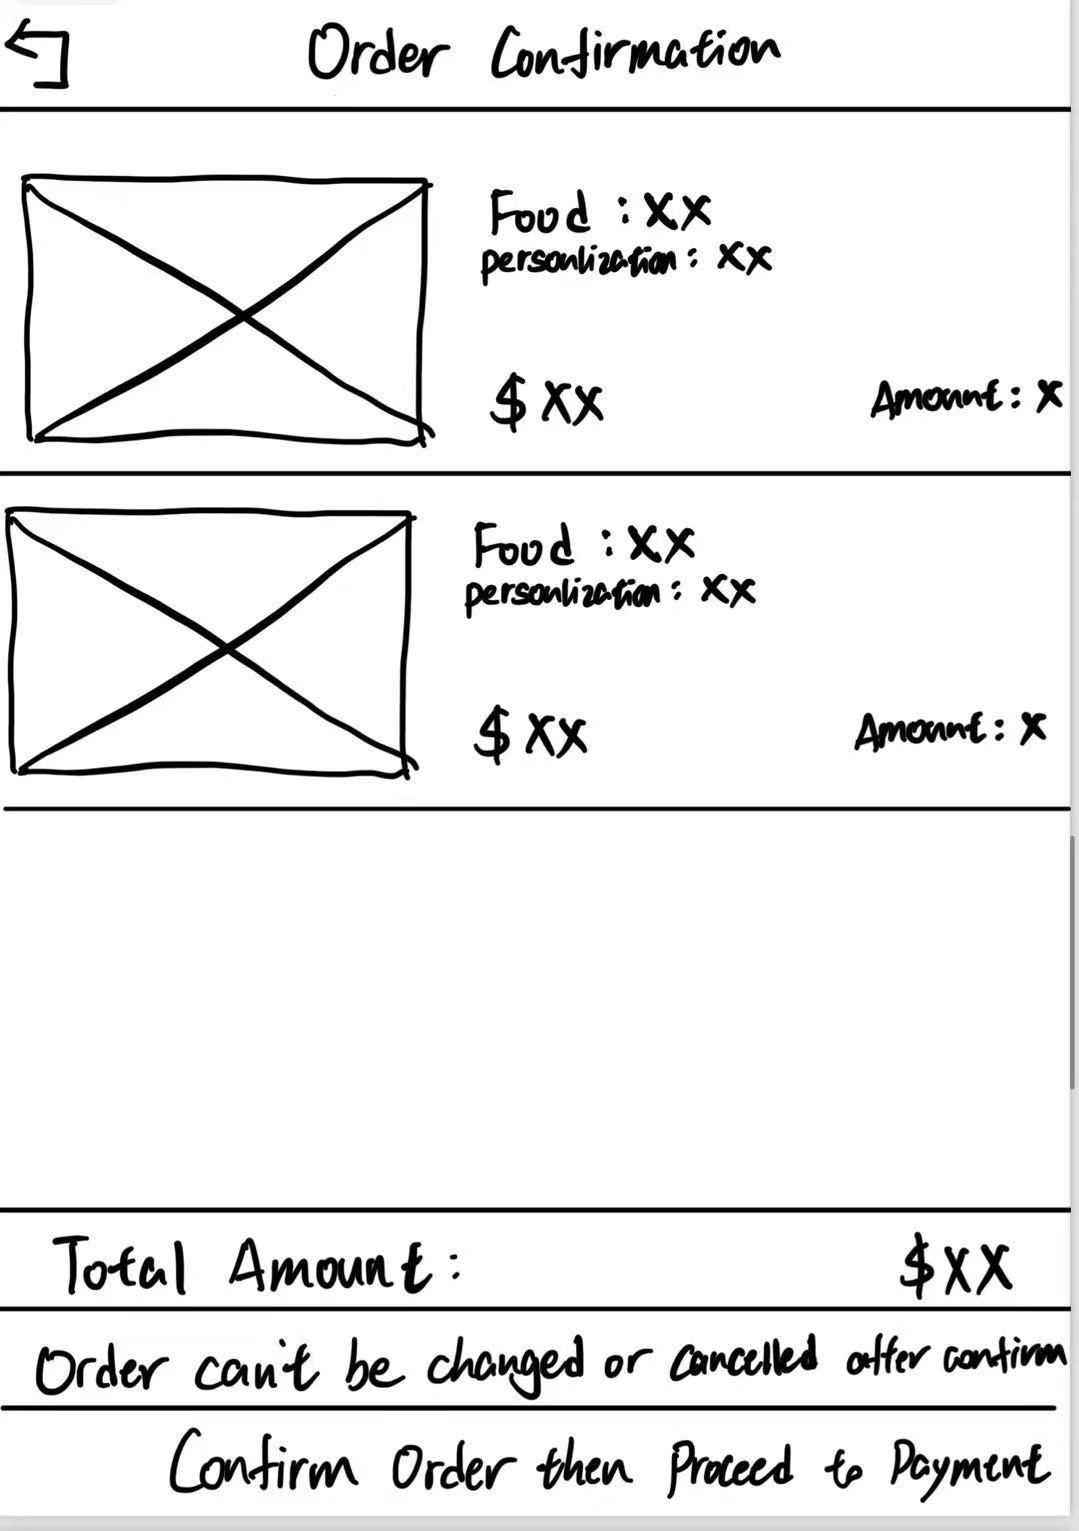 Order Confirmation
Food : XX
personlization : XX
$ XX Amount : X
Food : XX
personlization : XX
$ XX Amount : X
Total Amount : $XX
Order can't be changed or cancelled after confirm
Confirm Order then Proceed to Payment